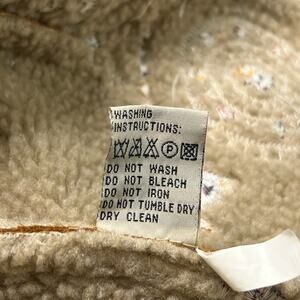 WASHING
INSTRUCTIONS:
P
DO NOT WASH
DO NOT BLEACH
DO NOT IRON
DO NOT TUMBLE DRY
DRY CLEAN